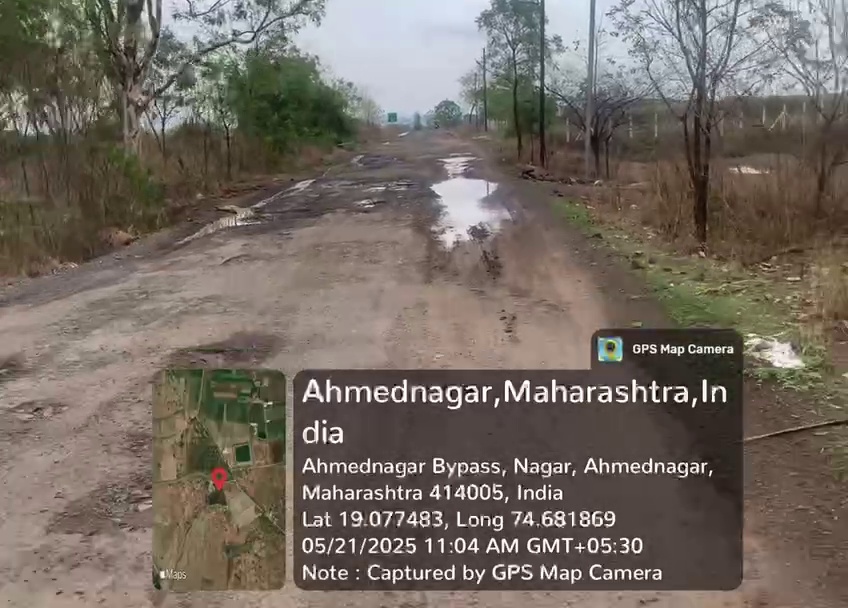 GPS Map Camera
Ahmednagar,Maharashtra,In
dia
Ahmednagar Bypass, Nagar, Ahmednagar,
Maharashtra 414005, India
Lat 19.077483, Long 74.681869
05/21/2025 11:04 AM GMT+05:30
Note : Captured by GPS Map Camera
Maps